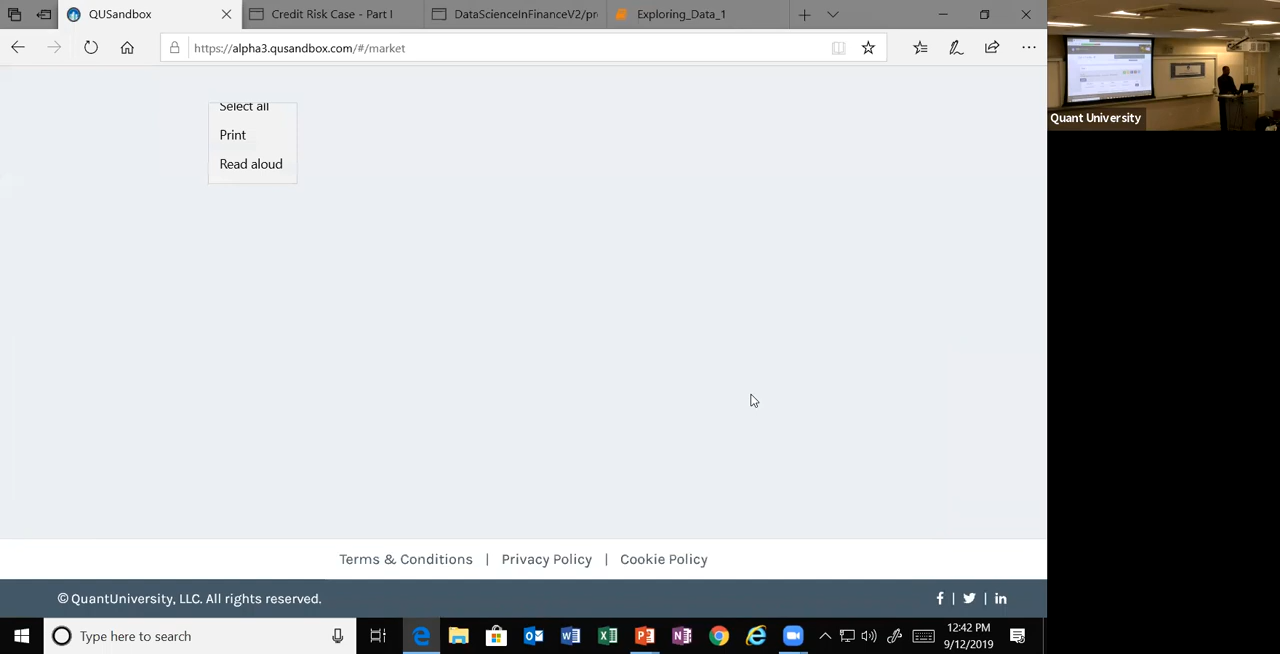 QUSandbox
Credit Risk Case - Part I
DataScienceInFinanceV2/pr
Exploring_Data_1
https://alpha3.qusandbox.com/#/market
Select all
Print
Read aloud
Quant University
Terms & Conditions | Privacy Policy | Cookie Policy
© QuantUniversity, LLC. All rights reserved.
Type here to search
12:42 PM
9/12/2019